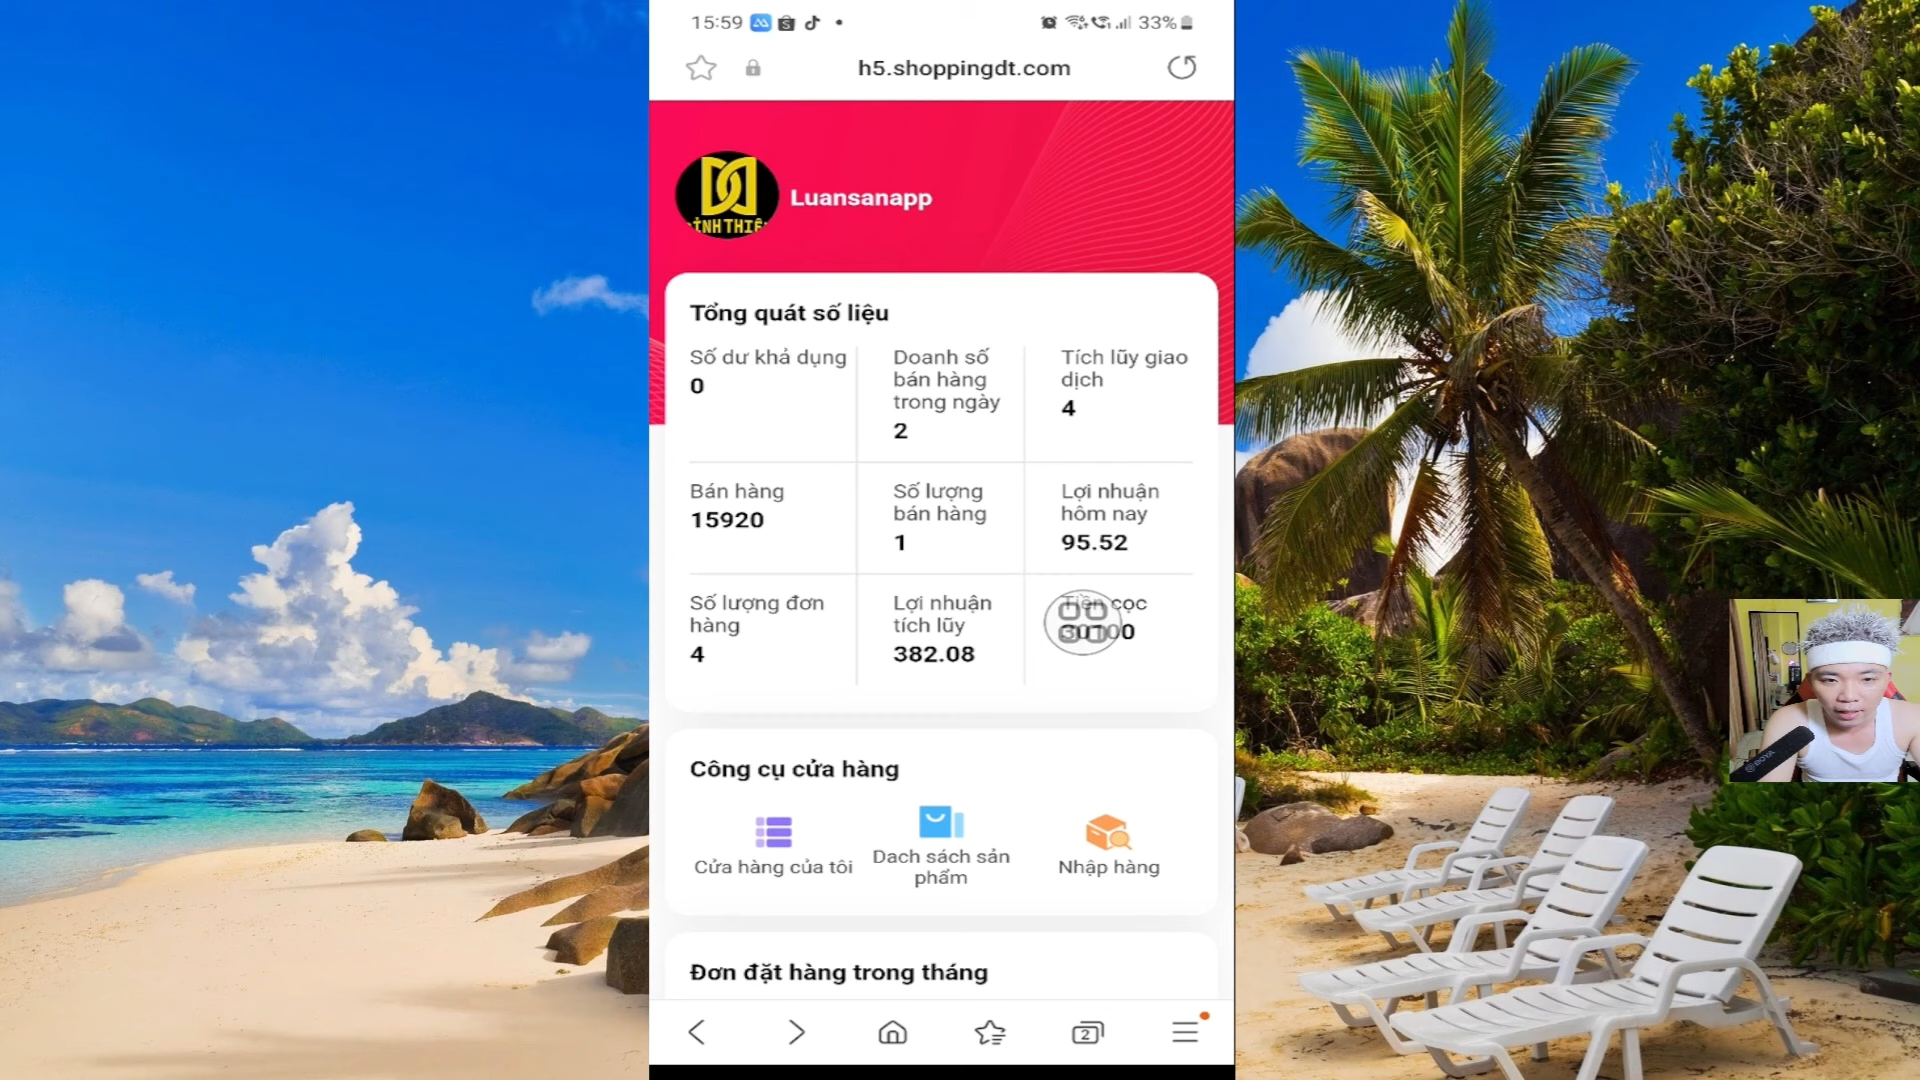 15:59
33%
h5.shoppingdt.com
Luansanapp
Tổng quát số liệu
Số dư khả dụng
0
Doanh số
bán hàng
trong ngày
2
Tích lũy giao
dịch
4
Bán hàng
15920
Số lượng
bán hàng
1
Lợi nhuận
hôm nay
95.52
Số lượng đơn
hàng
4
Lợi nhuận
tích lũy
382.08
Tiền cọc
Công cụ cửa hàng
Cửa hàng của tôi
Dach sách sản
phẩm
Nhập hàng
Đơn đặt hàng trong tháng
2
BOYA